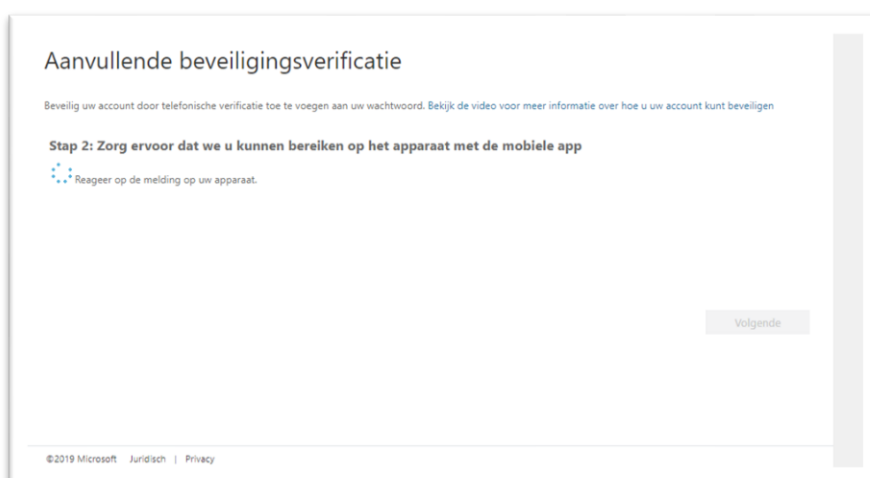 Aanvullende beveiligingsverificatie
Beveilig uw account door telefonische verificatie toe te voegen aan uw wachtwoord. Bekijk de video voor meer informatie over hoe u uw account kunt beveiligen
Stap 2: Zorg ervoor dat we u kunnen bereiken op het apparaat met de mobiele app
Reageer op de melding op uw apparaat.
Volgende
©2019 Microsoft Juridisch | Privacy